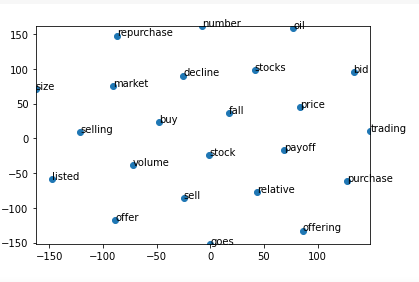 number
oil
repurchase
150
stocks
decline
bid
100
market
size
price
50
fall
buy
trading
selling
0
payoff
stock
volume
listed
purchase
−50
relative
sell
−100
offer
offering
goes
−150
−150 −100 −50 0 50 100